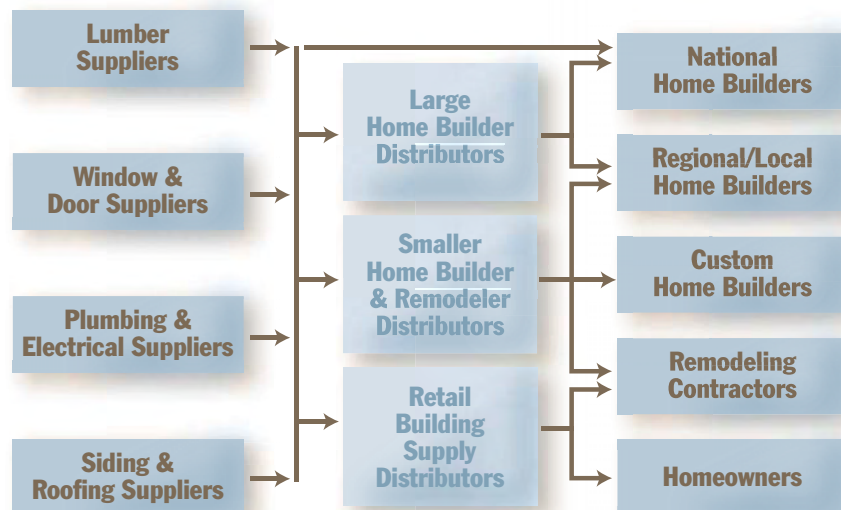 Lumber
Suppliers
Window &
Door Suppliers
Plumbing &
Electrical Suppliers
Siding &
Roofing Suppliers
Large
Home Builder
Distributors
Smaller
Home Builder
& Remodeler
Distributors
Retail
Building
Supply
Distributors
National
Home Builders
Regional/Local
Home Builders
Custom
Home Builders
Remodeling
Contractors
Homeowners